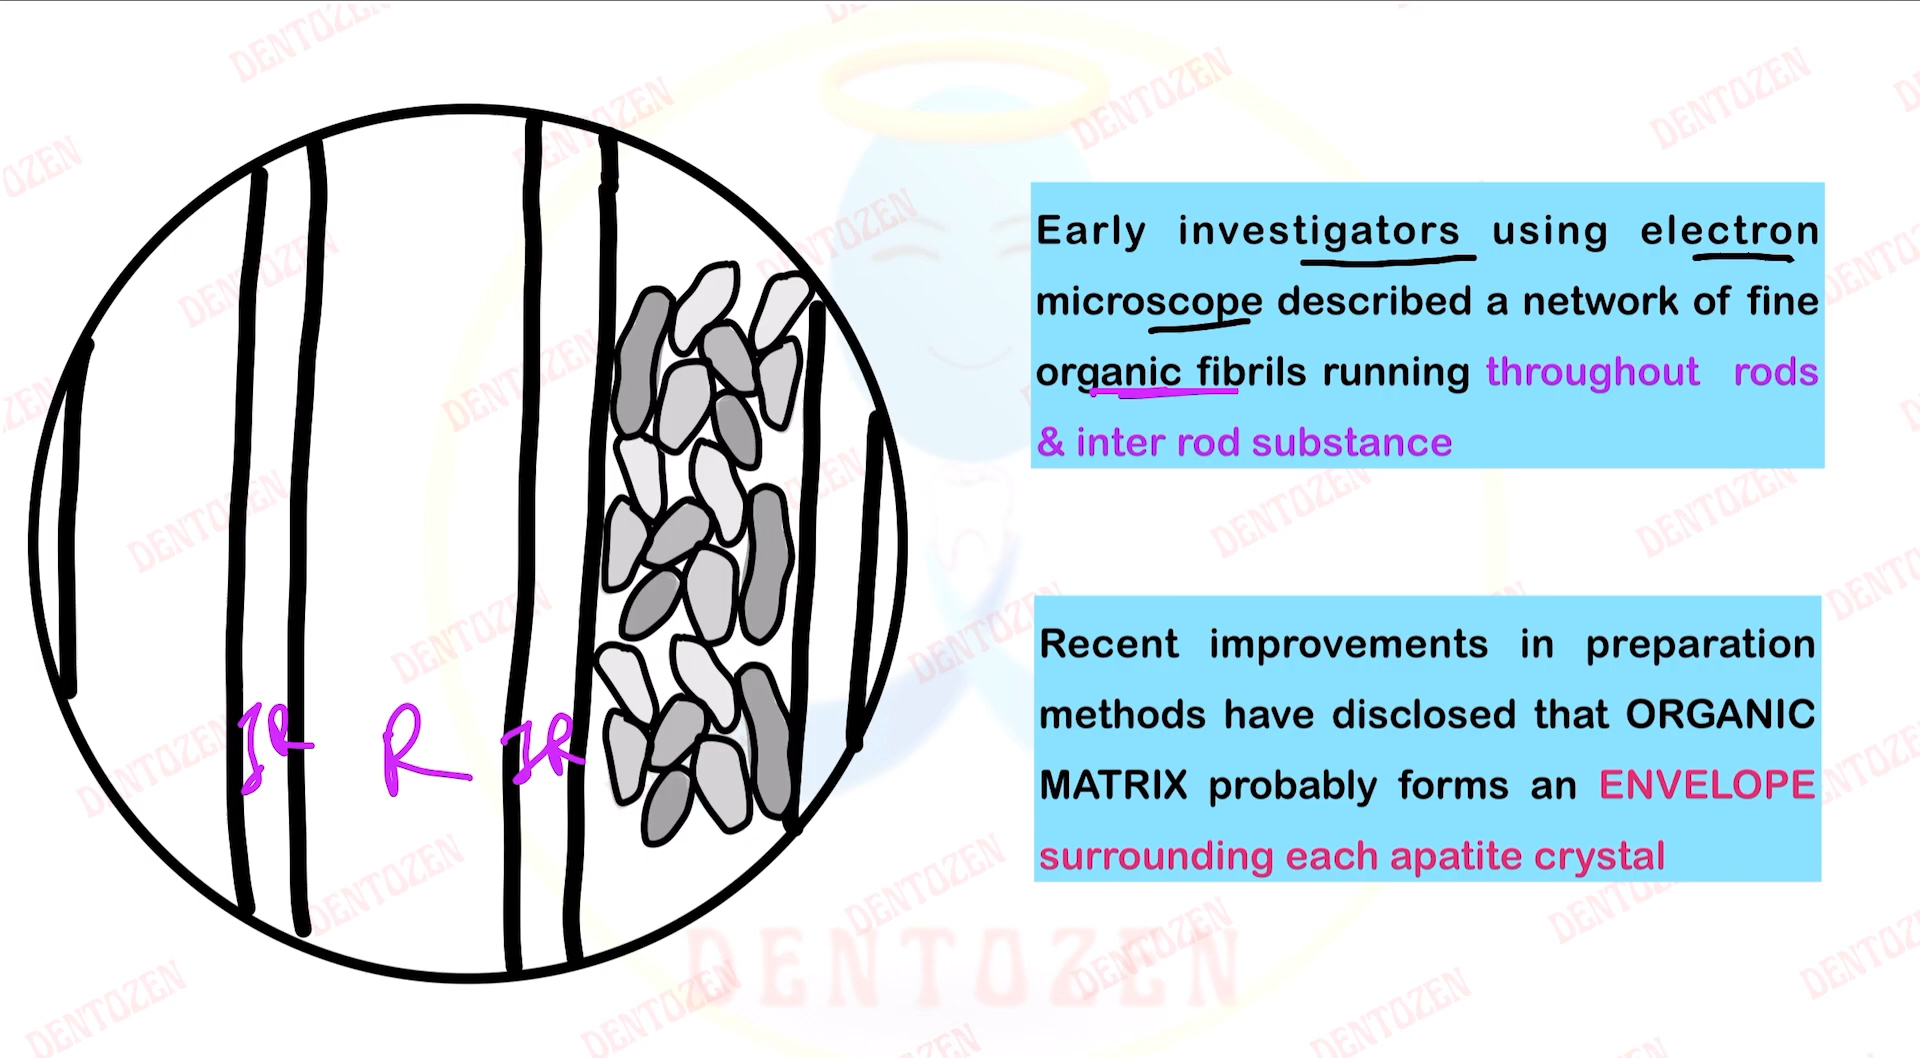 Early investigators using electron
microscope described a network of fine
organic fibrils running throughout rods
& inter rod substance
Recent improvements in preparation
methods have disclosed that ORGANIC
MATRIX probably forms an ENVELOPE
surrounding each apatite crystal
IR R IR
DENTOZEN